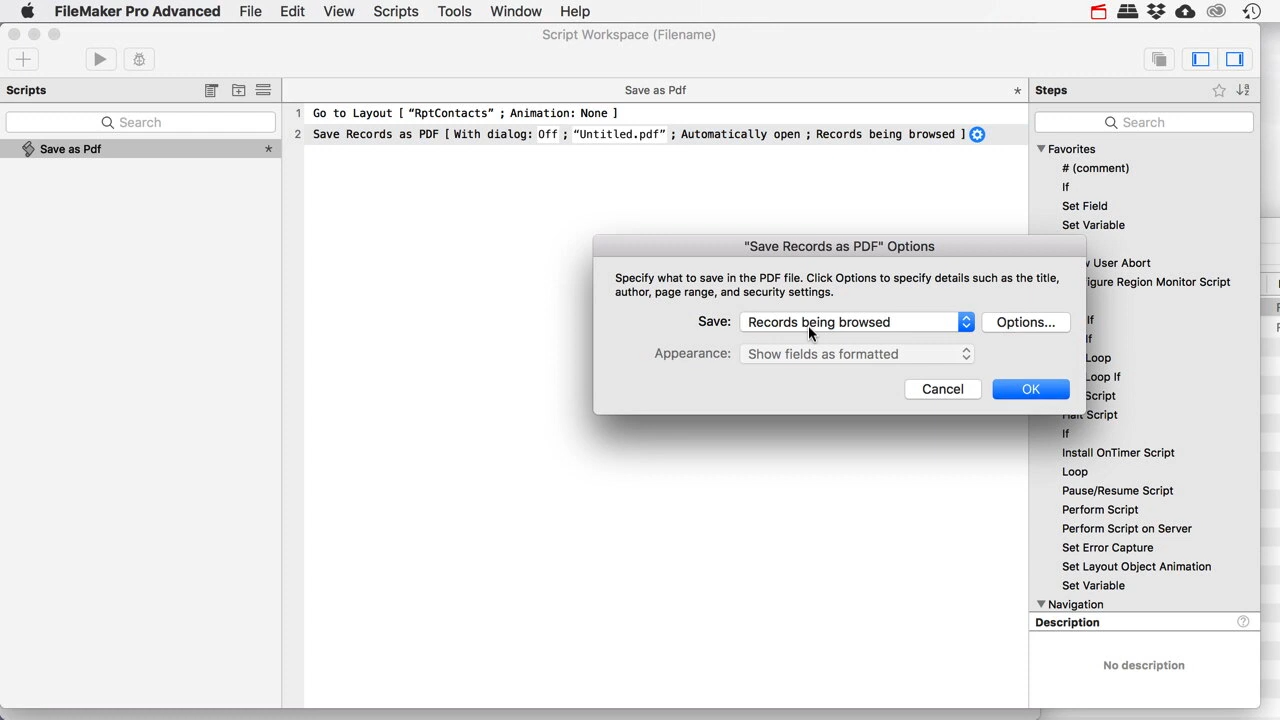 FileMaker Pro Advanced File Edit View Scripts Tools Window Help
Script Workspace (Filename)
Scripts
Save as Pdf *
Steps
Search
Save as Pdf *
1 Go to Layout [ “RptContacts” ; Animation: None ]
2 Save Records as PDF [ With dialog: Off ; “Untitled.pdf” ; Automatically open ; Records being browsed ]
"Save Records as PDF" Options
Specify what to save in the PDF file. Click Options to specify details such as the title,
author, page range, and security settings.
Save: Records being browsed Options...
Appearance: Show fields as formatted
Cancel OK
Search
Favorites
# (comment)
If
Set Field
Set Variable
User Abort
igure Region Monitor Script
If
Loop
Loop If
Script
Halt Script
If
Install OnTimer Script
Loop
Pause/Resume Script
Perform Script
Perform Script on Server
Set Error Capture
Set Layout Object Animation
Set Variable
Navigation
Description
No description